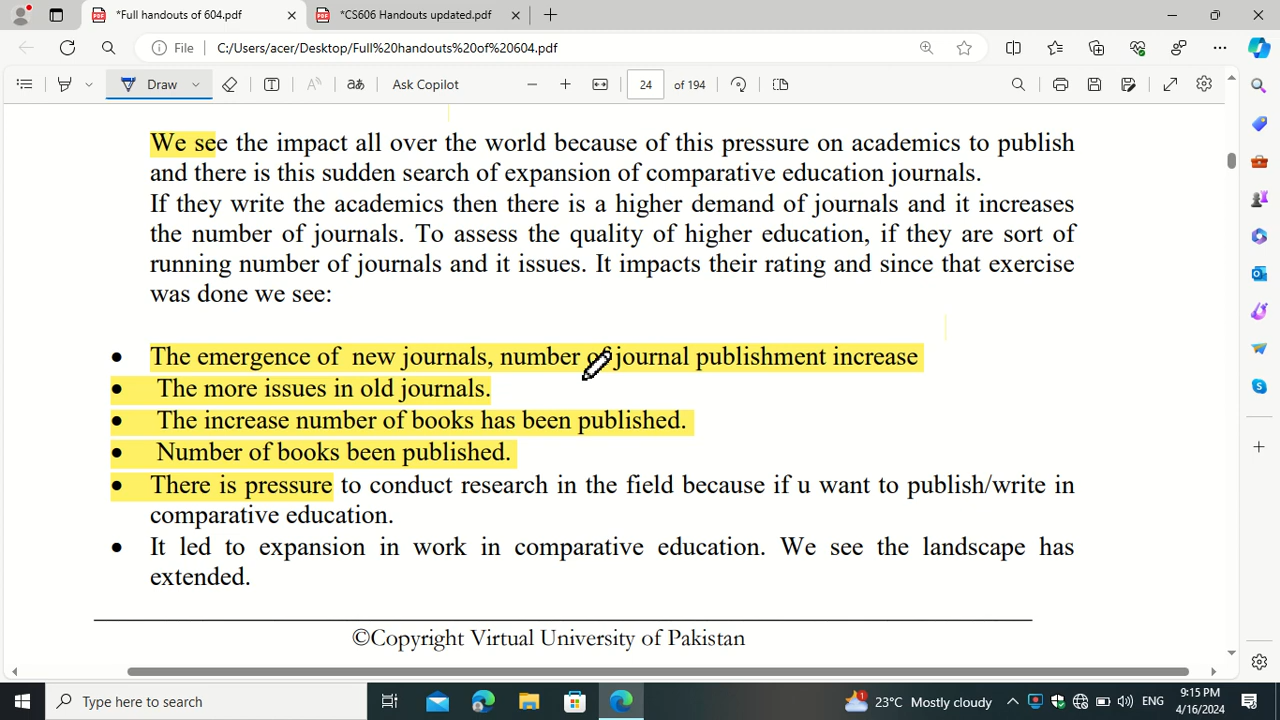 *Full handouts of 604.pdf
*CS606 Handouts updated.pdf
File
C:/Users/acer/Desktop/Full%20handouts%20of%20604.pdf
Draw
Ask Copilot
24
of 194
We see the impact all over the world because of this pressure on academics to publish
and there is this sudden search of expansion of comparative education journals.
If they write the academics then there is a higher demand of journals and it increases
the number of journals. To assess the quality of higher education, if they are sort of
running number of journals and it issues. It impacts their rating and since that exercise
was done we see:
• The emergence of new journals, number of journal publishment increase
• The more issues in old journals.
• The increase number of books has been published.
• Number of books been published.
• There is pressure to conduct research in the field because if u want to publish/write in
comparative education.
• It led to expansion in work in comparative education. We see the landscape has
extended.
©Copyright Virtual University of Pakistan
Type here to search
1
23°C Mostly cloudy
ENG
9:15 PM
4/16/2024